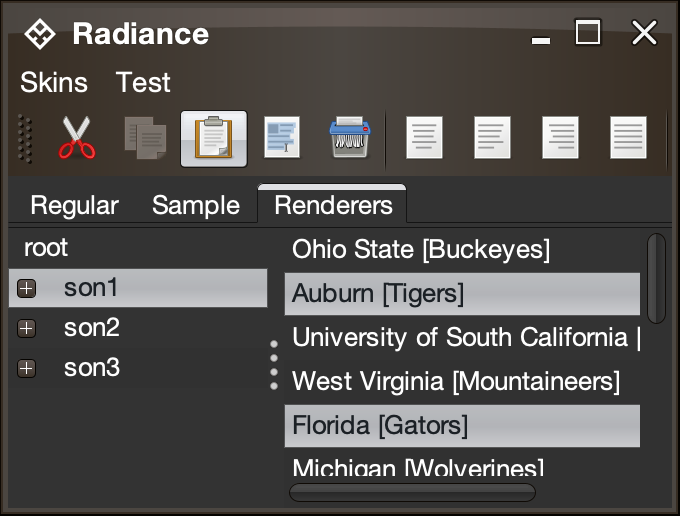 Radiance
Skins Test
Regular Sample Renderers
root
son1
son2
son3
Ohio State [Buckeyes]
Auburn [Tigers]
University of South California [
West Virginia [Mountaineers]
Florida [Gators]
Michigan [Wolverines]